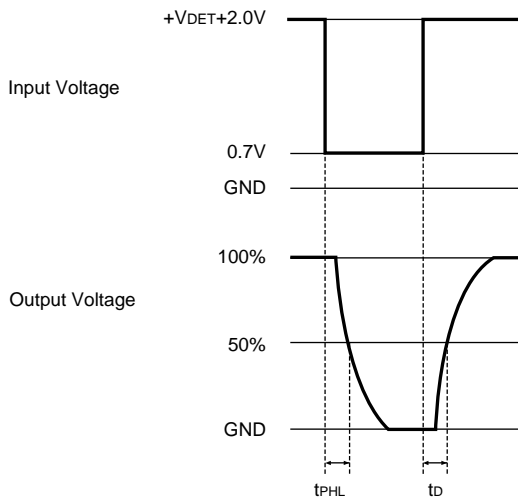 +VDET+2.0V
Input Voltage
0.7V
GND
100%
Output Voltage
50%
GND
tPHL
tD